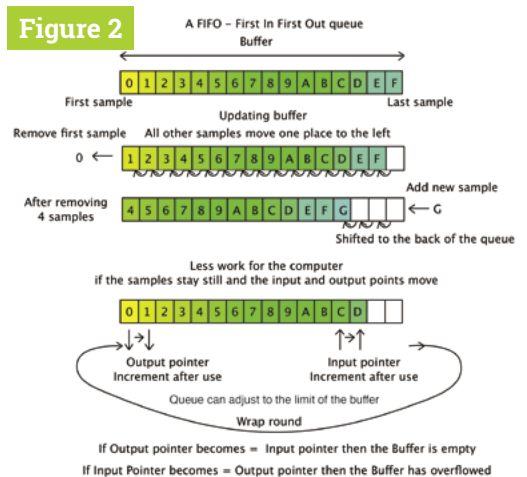 Figure 2
A FIFO – First In First Out queue
Buffer
0 1 2 3 4 5 6 7 8 9 A B C D E F
First sample
Last sample
Updating buffer
Remove first sample
All other samples move one place to the left
0
1 2 3 4 5 6 7 8 9 A B C D E F
Add new sample
After removing
4 samples
4 5 6 7 8 9 A B C D E F G
G
Shifted to the back of the queue
Less work for the computer
if the samples stay still and the input and output points move
0 1 2 3 4 5 6 7 8 9 A B C D
Output pointer
Increment after use
Input pointer
Increment after use
Queue can adjust to the limit of the buffer
Wrap round
If Output pointer becomes = Input pointer then the Buffer is empty
If Input Pointer becomes = Output pointer then the Buffer has overflowed